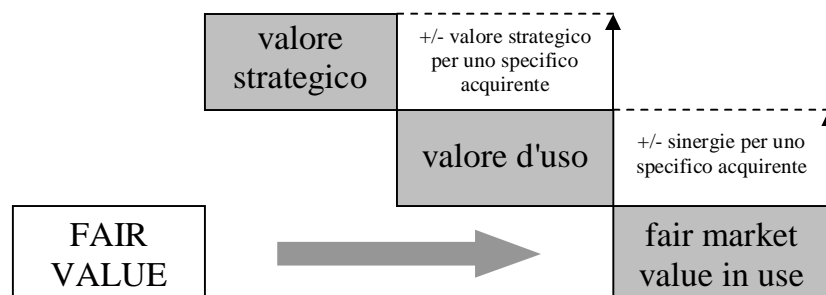 valore
strategico
+/- valore strategico
per uno specifico
acquirente
valore d'uso
+/- sinergie per uno
specifico acquirente
FAIR
VALUE
fair market
value in use